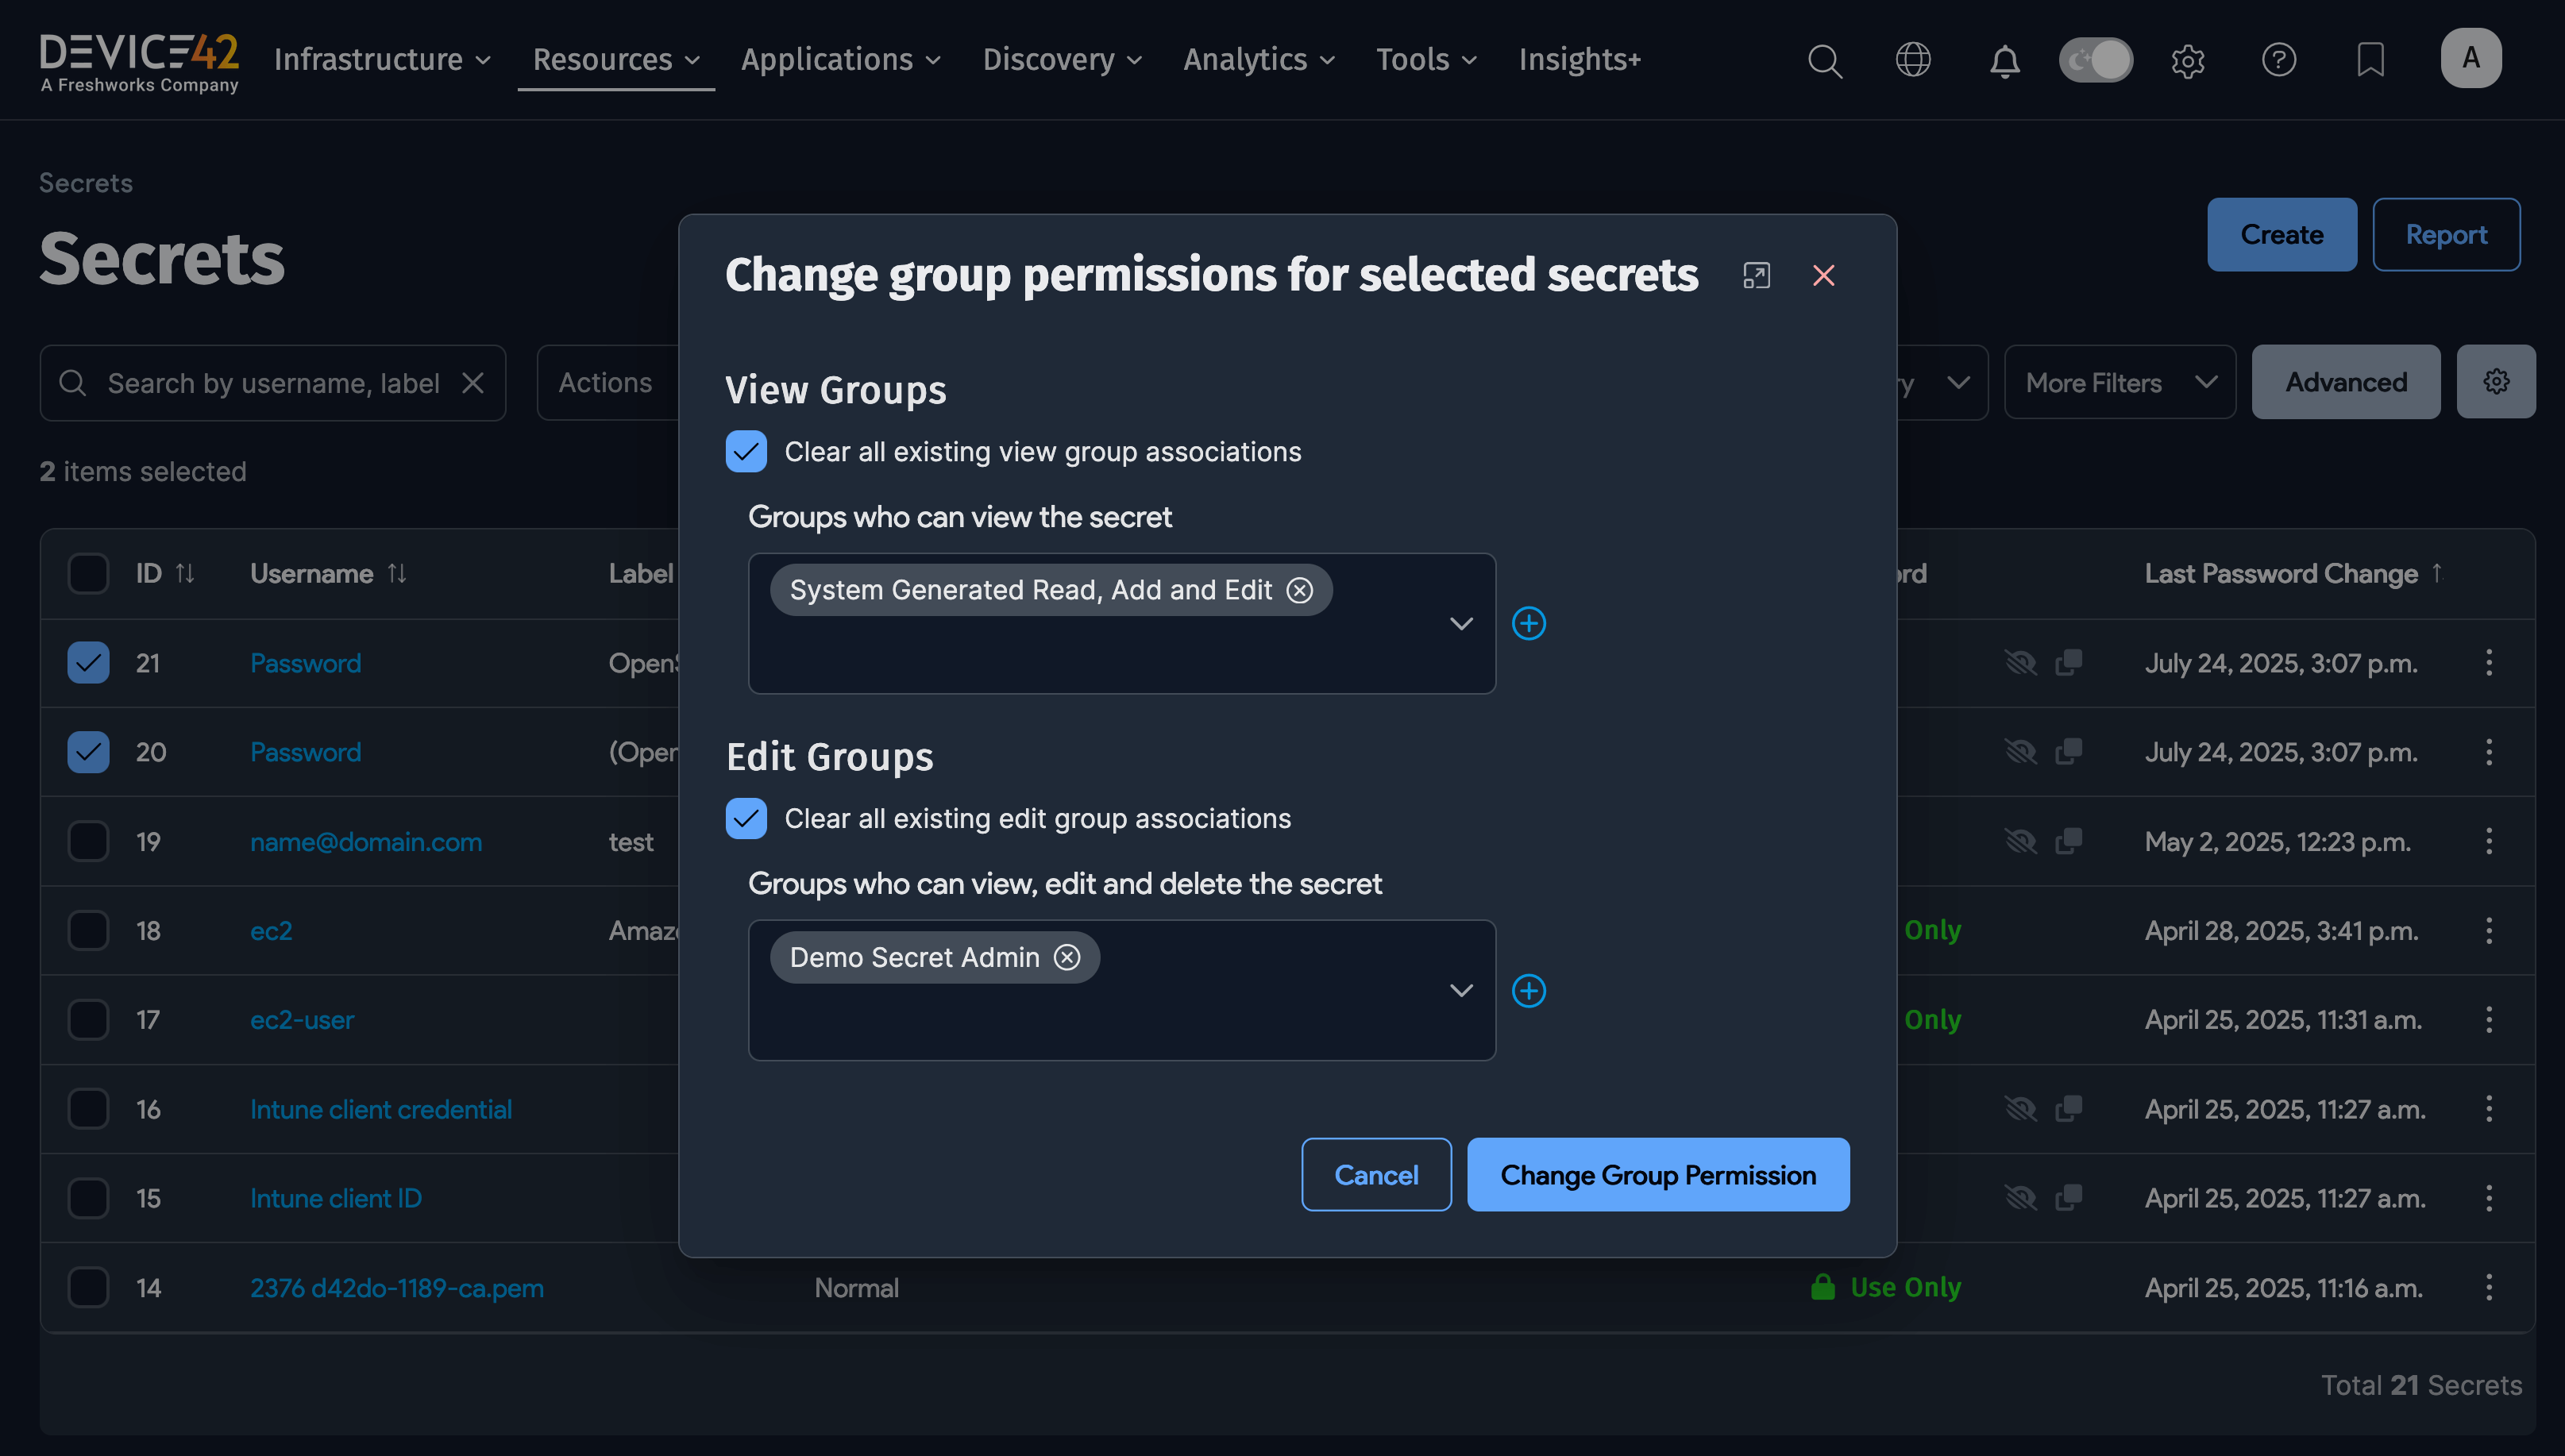 DEVICE42
A Freshworks Company
Infrastructure
Resources
Applications
Discovery
Analytics
Tools
Insights+
A
Secrets
Secrets
Create
Report
Search by username, label
Actions
More Filters
Advanced
2 items selected
Change group permissions for selected secrets
View Groups
Clear all existing view group associations
Groups who can view the secret
System Generated Read, Add and Edit
Edit Groups
Clear all existing edit group associations
Groups who can view, edit and delete the secret
Demo Secret Admin
Cancel
Change Group Permission
ID Username Label Last Password Change
21 Password July 24, 2025, 3:07 p.m.
20 Password July 24, 2025, 3:07 p.m.
19 name@domain.com test May 2, 2025, 12:23 p.m.
18 ec2 Only April 28, 2025, 3:41 p.m.
17 ec2-user Only April 25, 2025, 11:31 a.m.
16 Intune client credential April 25, 2025, 11:27 a.m.
15 Intune client ID April 25, 2025, 11:27 a.m.
14 2376 d42do-1189-ca.pem Normal Use Only April 25, 2025, 11:16 a.m.
Total 21 Secrets